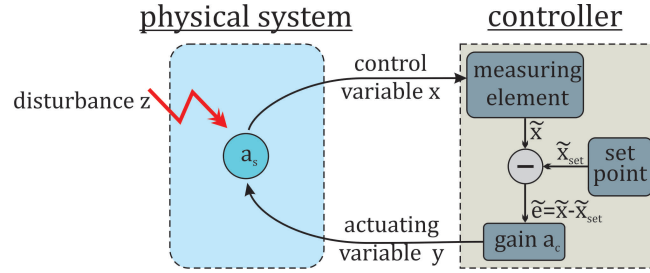 physical system
controller
control
variable x
measuring
element
disturbance z
x̃
a_s
−
x̃_set
set
point
ẽ=x̃-x̃_set
actuating
variable y
gain a_c